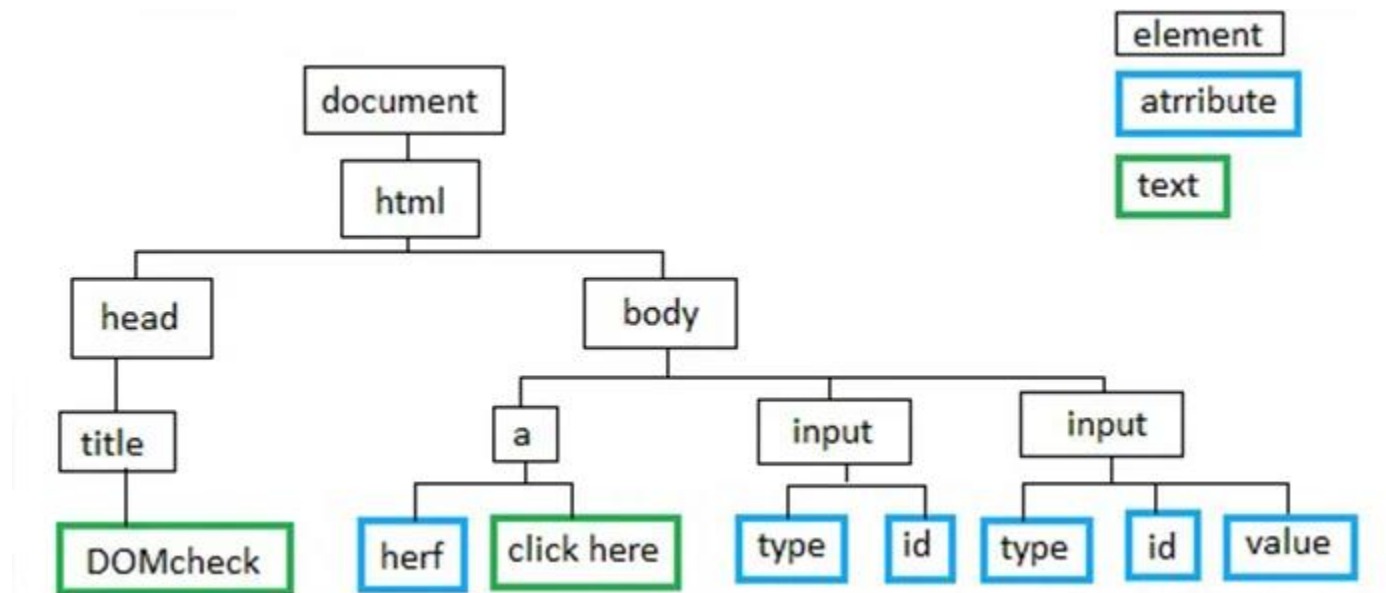 element
document
atrribute
text
html
head
body
title
a
input
input
DOMcheck
herf
click here
type
id
type
id
value